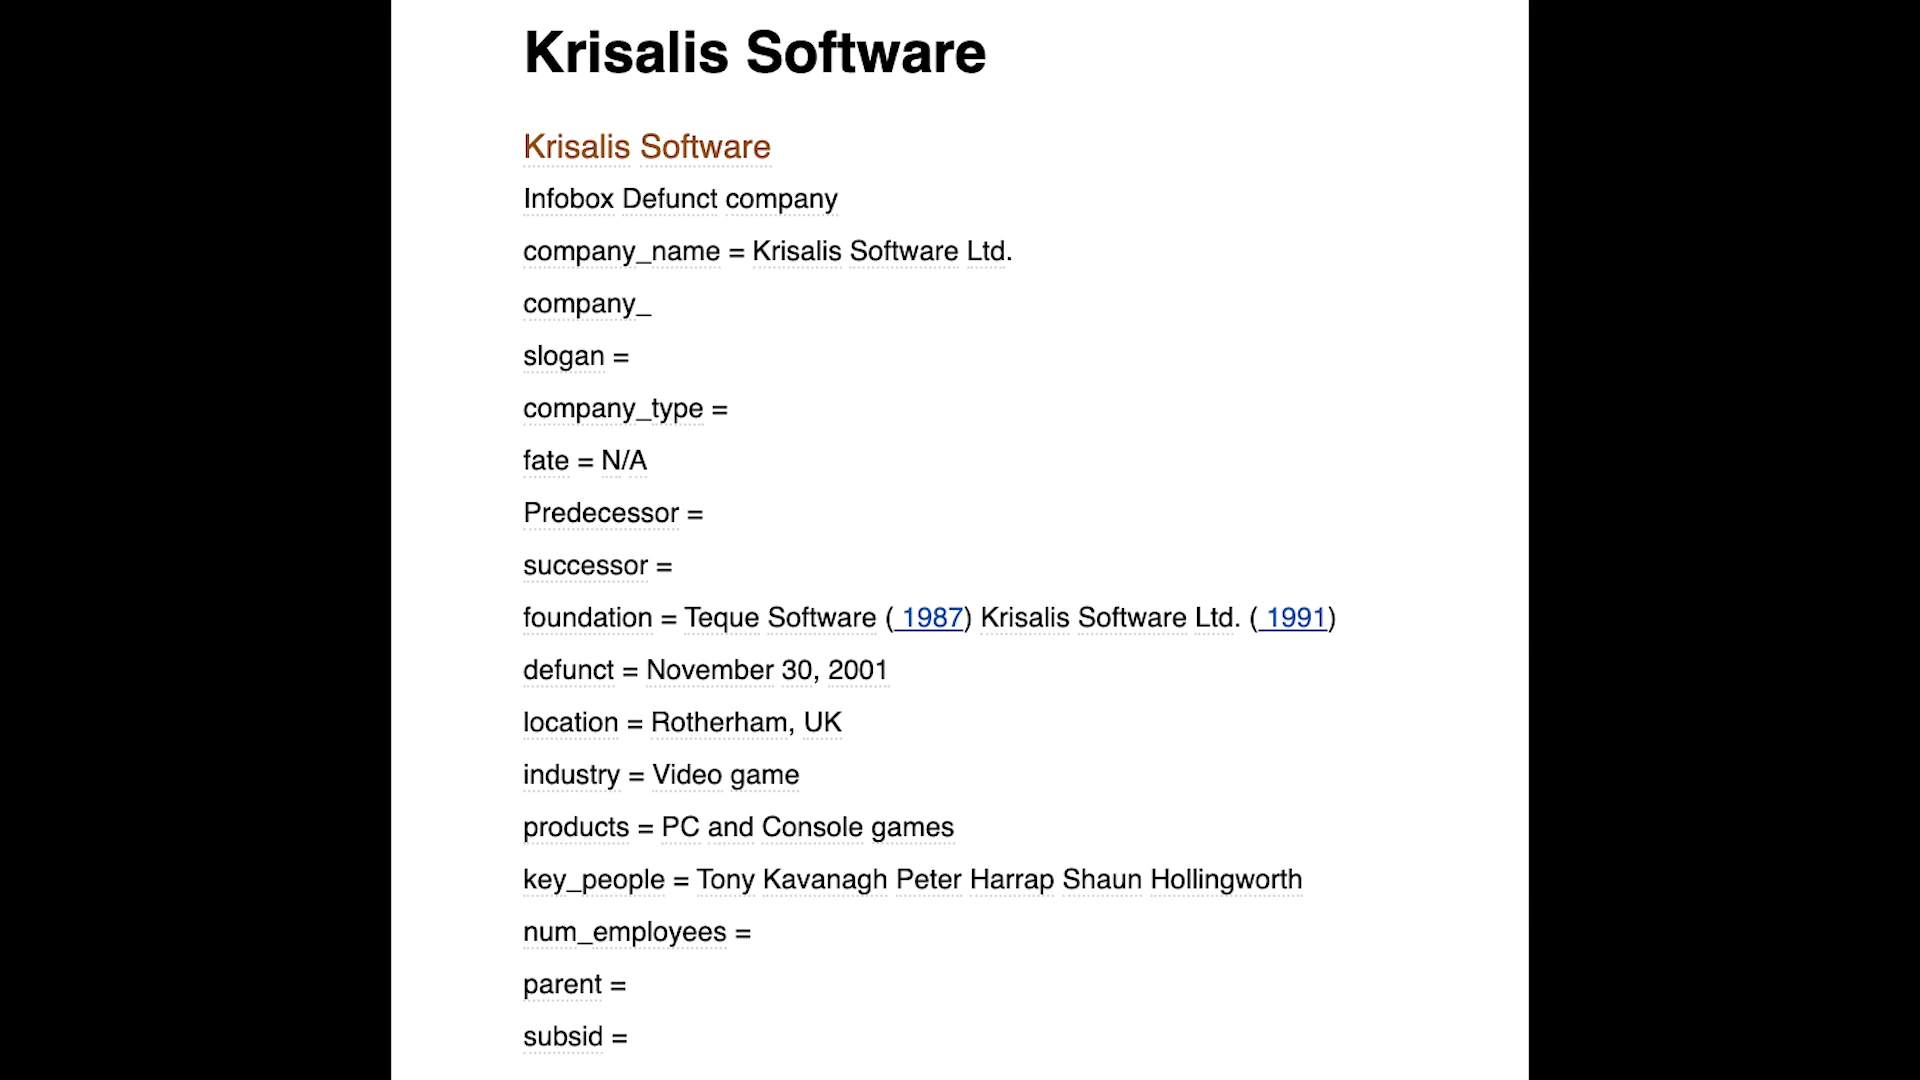 Krisalis Software
Krisalis Software
Infobox Defunct company
company_name = Krisalis Software Ltd.
company_
slogan =
company_type =
fate = N/A
Predecessor =
successor =
foundation = Teque Software ( 1987) Krisalis Software Ltd. ( 1991)
defunct = November 30, 2001
location = Rotherham, UK
industry = Video game
products = PC and Console games
key_people = Tony Kavanagh Peter Harrap Shaun Hollingworth
num_employees =
parent =
subsid =